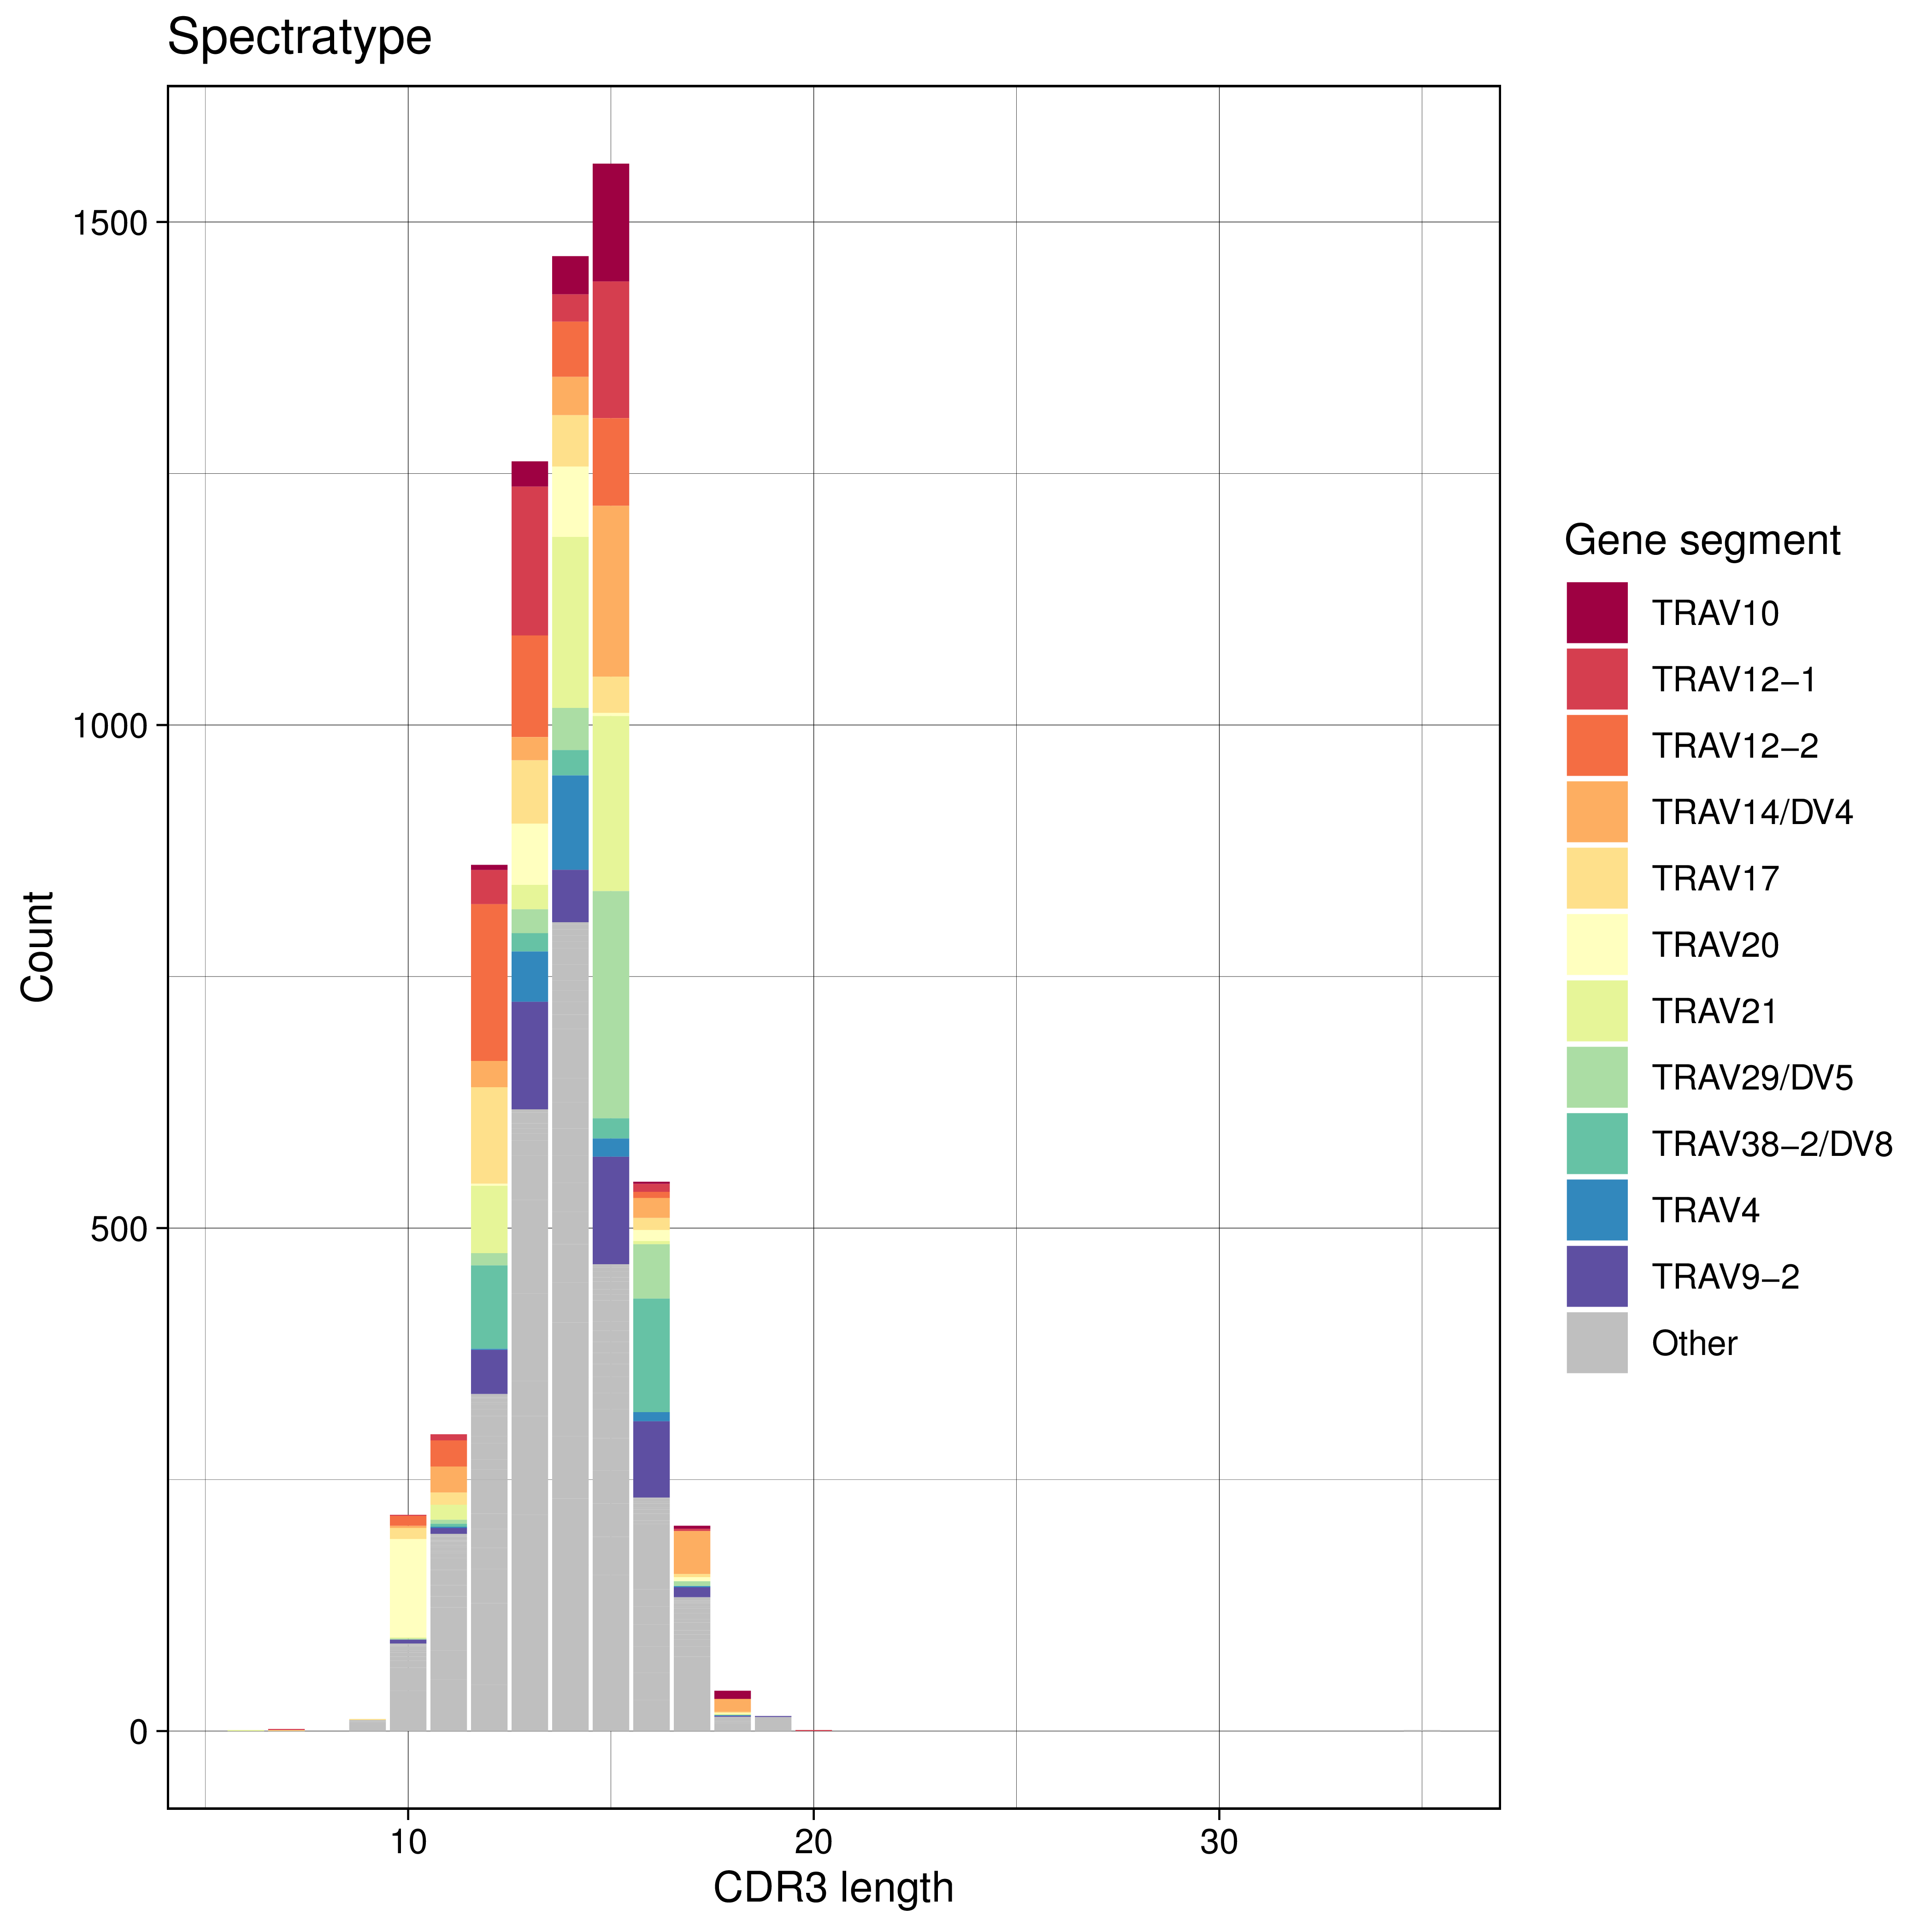 Spectratype
1500
1000
500
0
Count
10 20 30
CDR3 length
Gene segment
TRAV10
TRAV12−1
TRAV12−2
TRAV14/DV4
TRAV17
TRAV20
TRAV21
TRAV29/DV5
TRAV38−2/DV8
TRAV4
TRAV9−2
Other